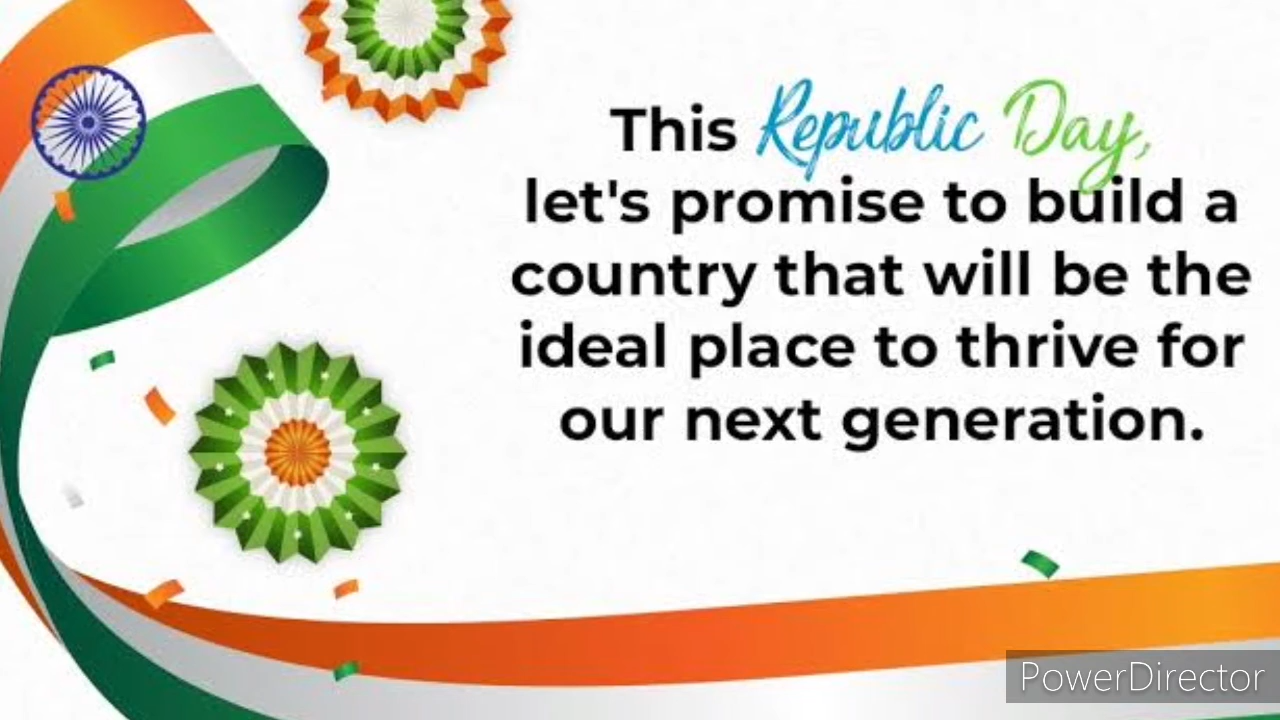 This Republic Day,
let's promise to build a
country that will be the
ideal place to thrive for
our next generation.
PowerDirector